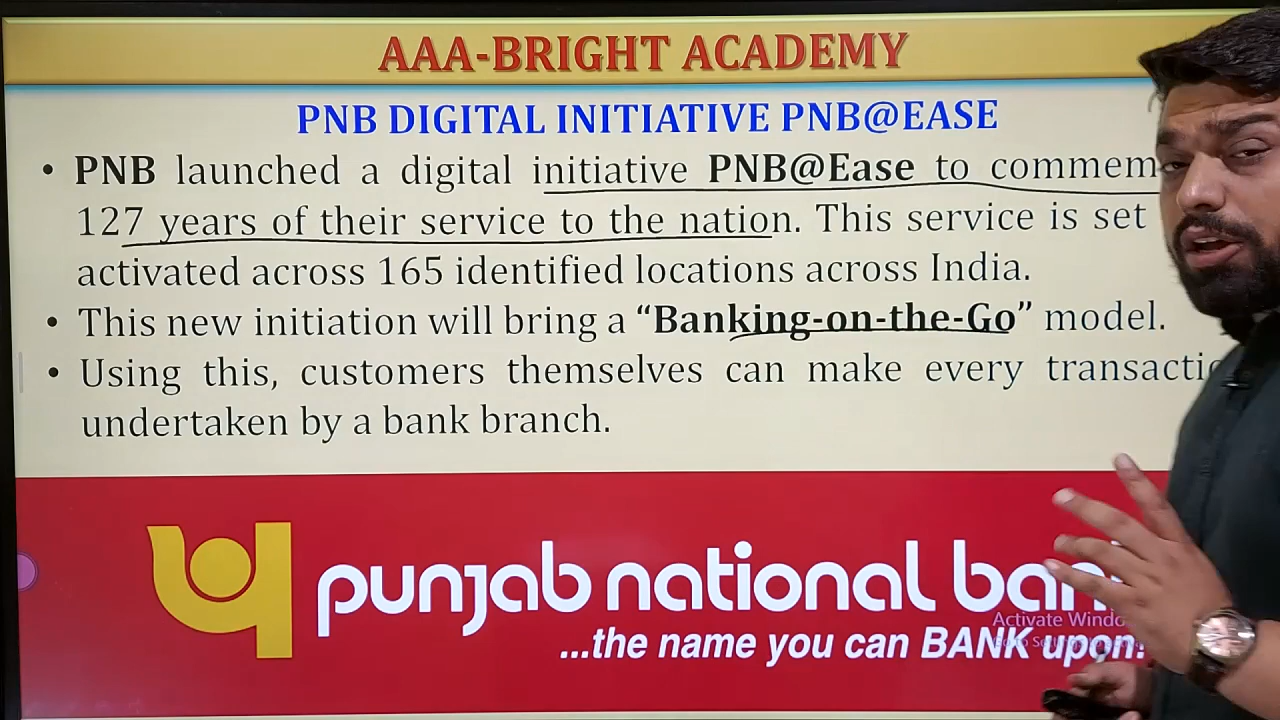 AAA-BRIGHT ACADEMY
PNB DIGITAL INITIATIVE PNB@EASE
• PNB launched a digital initiative PNB@Ease to commem
127 years of their service to the nation. This service is set
activated across 165 identified locations across India.
• This new initiation will bring a “Banking-on-the-Go” model.
• Using this, customers themselves can make every transactio
undertaken by a bank branch.
punjab national ban
...the name you can BANK upon!
Activate Windo